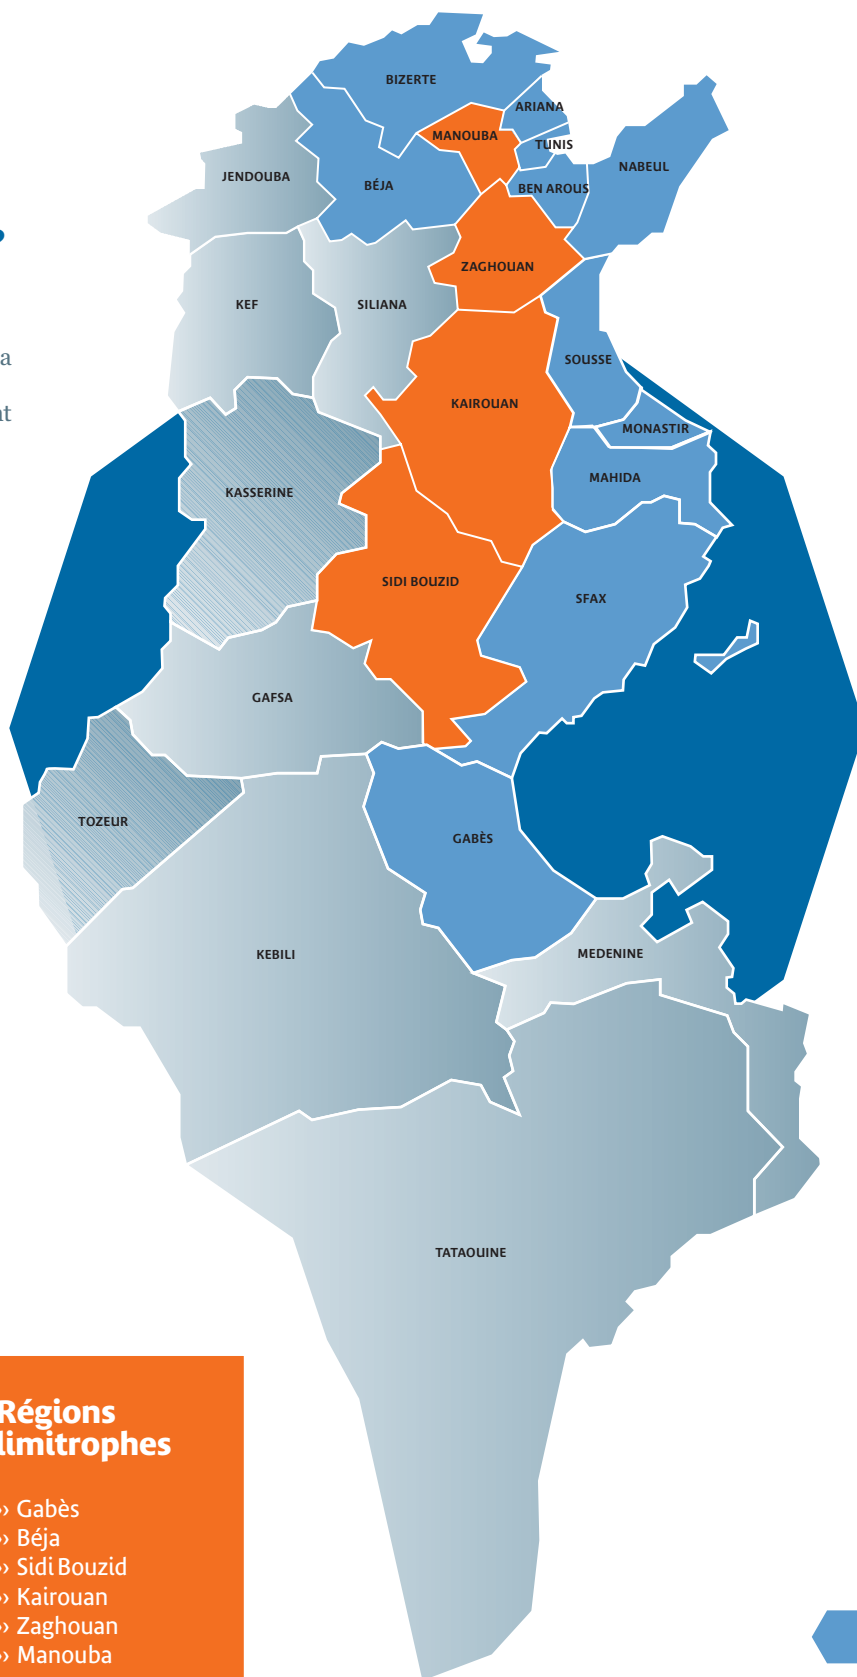 BIZERTE
ARIANA
MANOUBA
TUNIS
NABEUL
JENDOUBA
BÉJA
BEN AROUS
ZAGHOUAN
KEF
SILIANA
a
SOUSSE
KAIROUAN
nt
MONASTIR
MAHIDA
KASSERINE
SIDI BOUZID
SFAX
GAFSA
TOZEUR
GABÈS
KEBILI
MEDENINE
TATAOUINE
Régions
limitrophes
›› Gabès
›› Béja
›› Sidi Bouzid
›› Kairouan
›› Zaghouan
›› Manouba